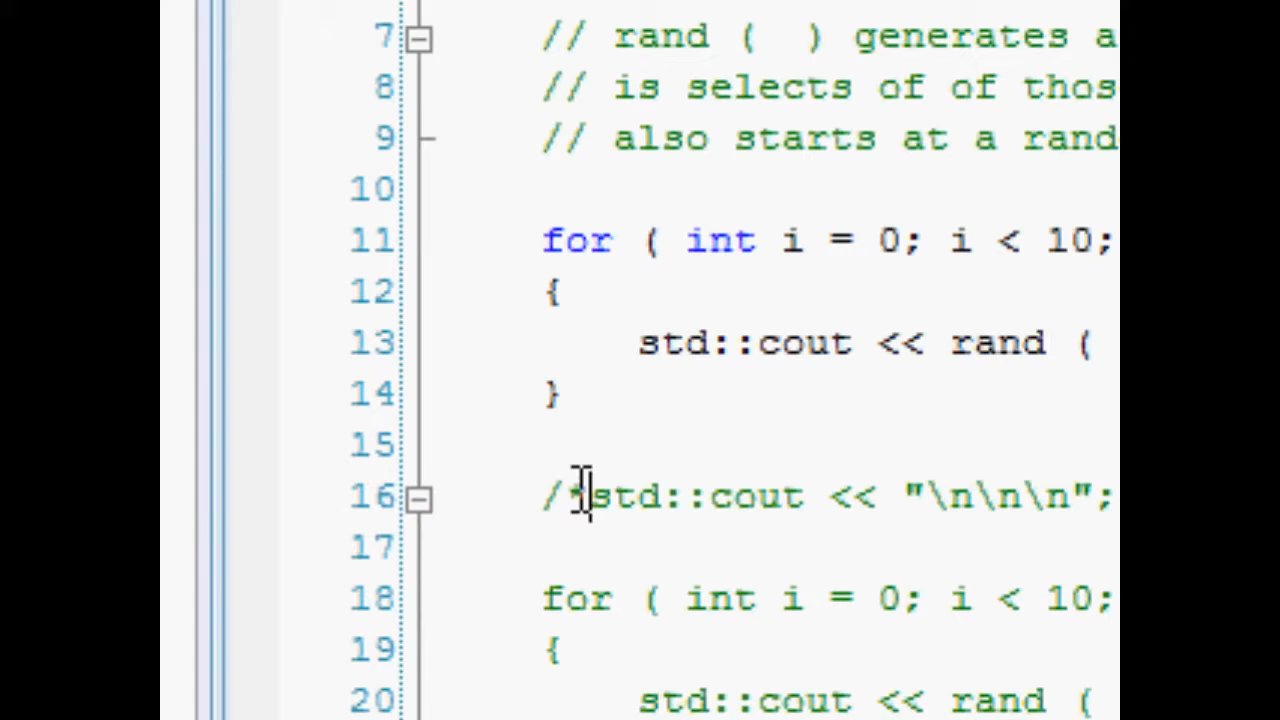 7 // rand (  ) generates a
8 // is selects of of thos
9 // also starts at a rand
10
11 for ( int i = 0; i < 10;
12 {
13 std::cout << rand (
14 }
15
16 /*std::cout << "\n\n\n";
17
18 for ( int i = 0; i < 10;
19 {
20 std::cout << rand (